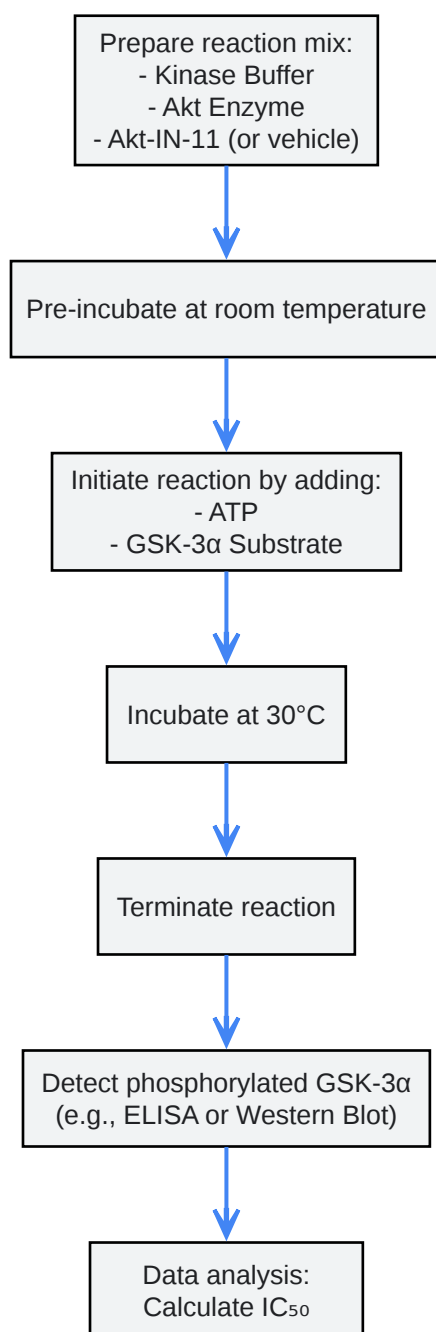 Prepare reaction mix:
- Kinase Buffer
- Akt Enzyme
- Akt-IN-11 (or vehicle)
Pre-incubate at room temperature
Initiate reaction by adding:
- ATP
- GSK-3α Substrate
Incubate at 30°C
Terminate reaction
Detect phosphorylated GSK-3α
(e.g., ELISA or Western Blot)
Data analysis:
Calculate IC₅₀